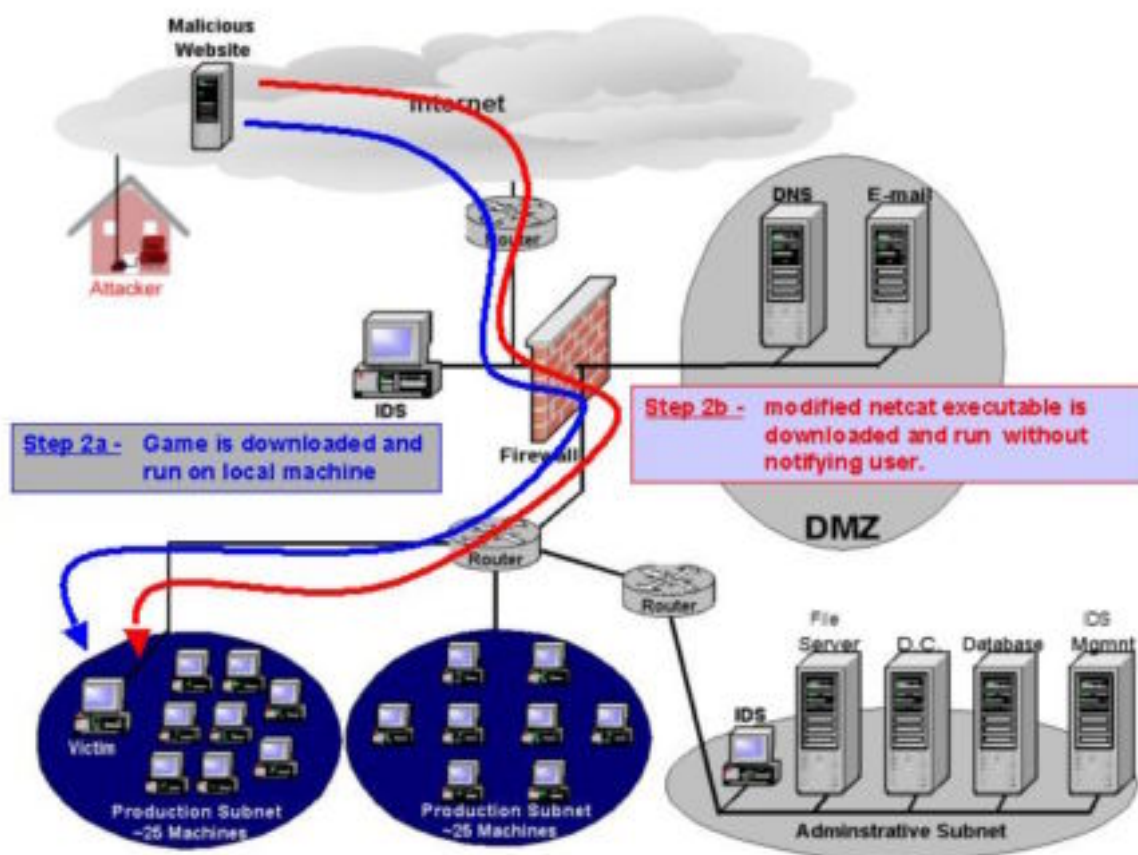 Malicious
Website
Internet
DNS
E-mail
Router
Attacker
IDS
Step 2a - Game is downloaded and
run on local machine
Firewall
Step 2b - modified netcat executable is
downloaded and run without
notifying user.
DMZ
Router
Router
File
Server
D.C.
Database
IDS
Mgmnt
IDS
Victim
Production Subnet
~25 Machines
Production Subnet
~25 Machines
Adminstrative Subnet